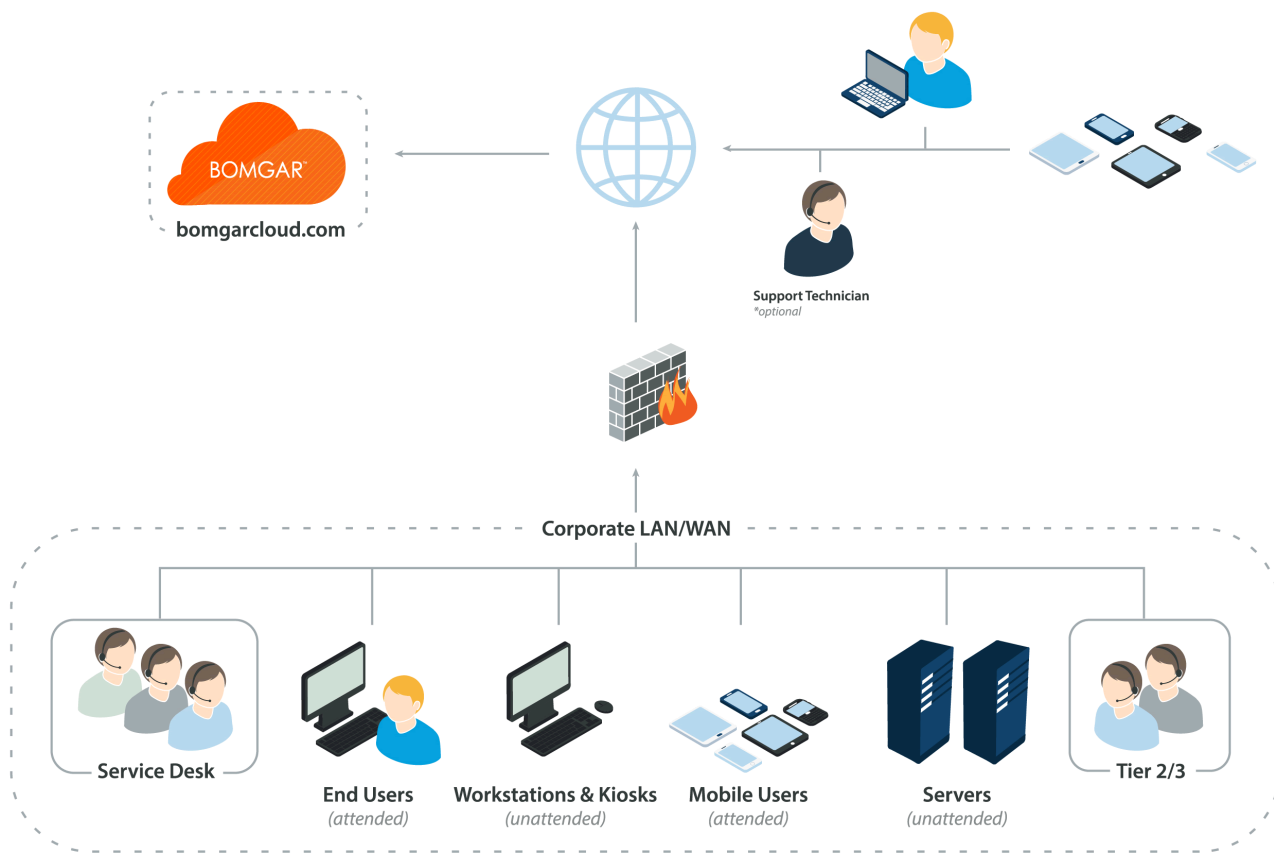 BOMGAR™
bomgarcloud.com
Support Technician
*optional
Corporate LAN/WAN
Service Desk
End Users
(attended)
Workstations & Kiosks
(unattended)
Mobile Users
(attended)
Servers
(unattended)
Tier 2/3